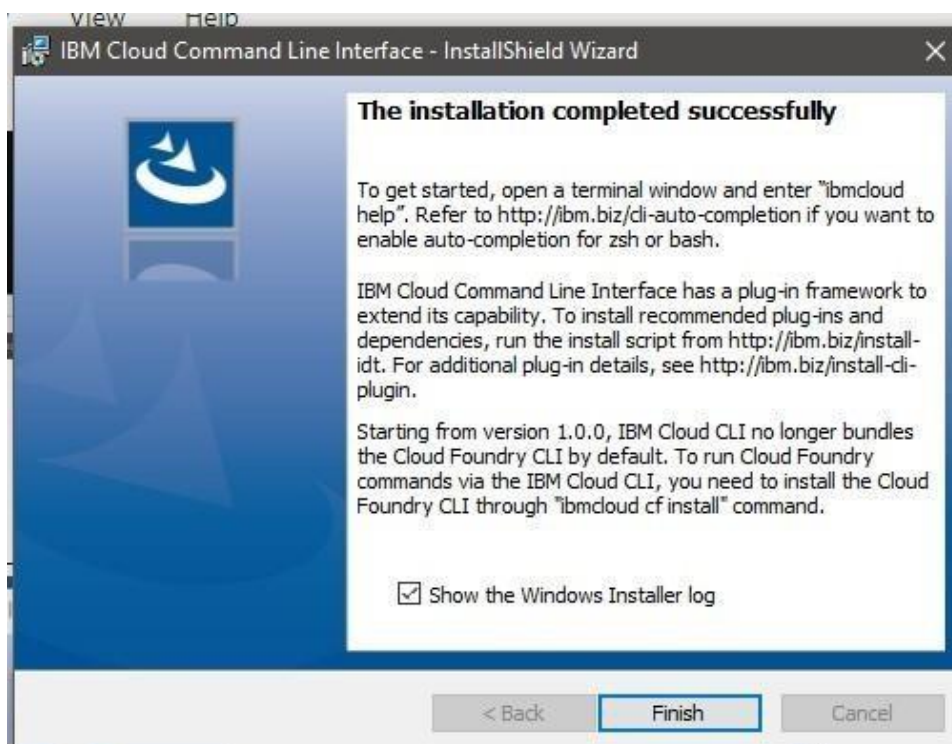 View Help
IBM Cloud Command Line Interface - InstallShield Wizard
The installation completed successfully
To get started, open a terminal window and enter "ibmcloud
help". Refer to http://ibm.biz/cli-auto-completion if you want to
enable auto-completion for zsh or bash.
IBM Cloud Command Line Interface has a plug-in framework to
extend its capability. To install recommended plug-ins and
dependencies, run the install script from http://ibm.biz/install-
idt. For additional plug-in details, see http://ibm.biz/install-cli-
plugin.
Starting from version 1.0.0, IBM Cloud CLI no longer bundles
the Cloud Foundry CLI by default. To run Cloud Foundry
commands via the IBM Cloud CLI, you need to install the Cloud
Foundry CLI through "ibmcloud cf install" command.
Show the Windows Installer log
< Back Finish Cancel